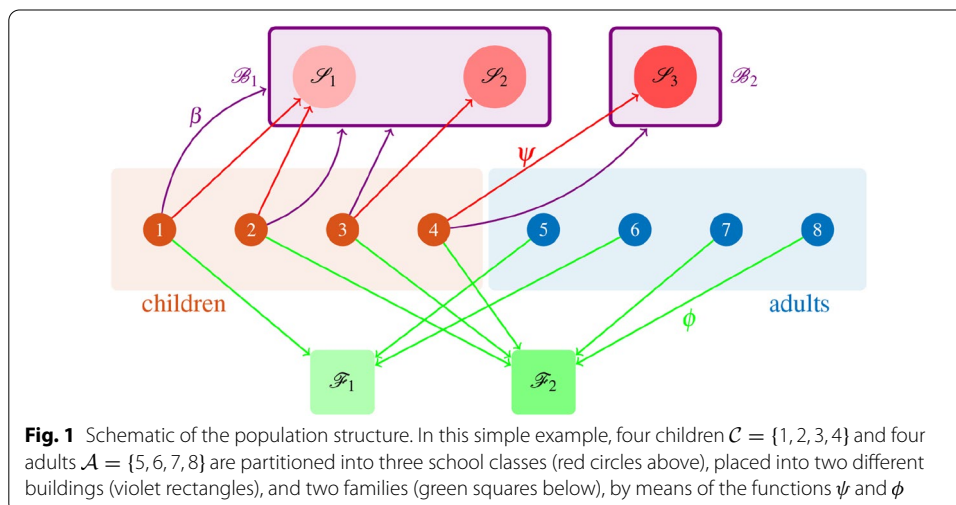 ℬ₁ 𝒮₁ 𝒮₂ 𝒮₃ ℬ₂
β
ψ
1 2 3 4 5 6 7 8
children adults
ϕ
ℱ₁ ℱ₂
Fig. 1 Schematic of the population structure. In this simple example, four children 𝒞 = {1, 2, 3, 4} and four
adults 𝒜 = {5, 6, 7, 8} are partitioned into three school classes (red circles above), placed into two different
buildings (violet rectangles), and two families (green squares below), by means of the functions ψ and ϕ